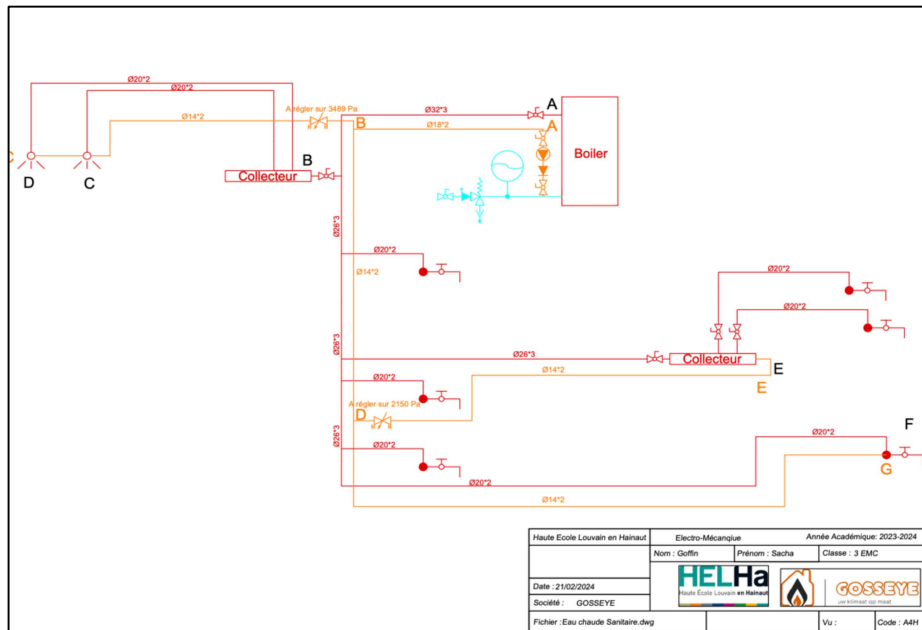 Ø20*2
Ø20*2
Ø14*2
A régler sur 3489 Pa
Ø32*3
A
B
Ø18*2
A
Boiler
C
D
C
B
Collecteur
Ø26*3
Ø20*2
Ø14*2
Ø20*2
Ø20*2
Ø26*3
Ø26*3
Collecteur
E
Ø14*2
E
Ø20*2
A régler sur 2150 Pa
D
Ø26*3
Ø20*2
F
Ø20*2
G
Ø20*2
Ø14*2
Haute Ecole Louvain en Hainaut
Electro-Mécanqiue
Année Académique: 2023-2024
Nom : Goffin
Prénom : Sacha
Classe : 3 EMC
HELHa
Haute École Louvain en Hainaut
GOSSEYE
uw klimaat op maat
Date : 21/02/2024
Société : GOSSEYE
Fichier :Eau chaude Sanitaire.dwg
Vu :
Code : A4H